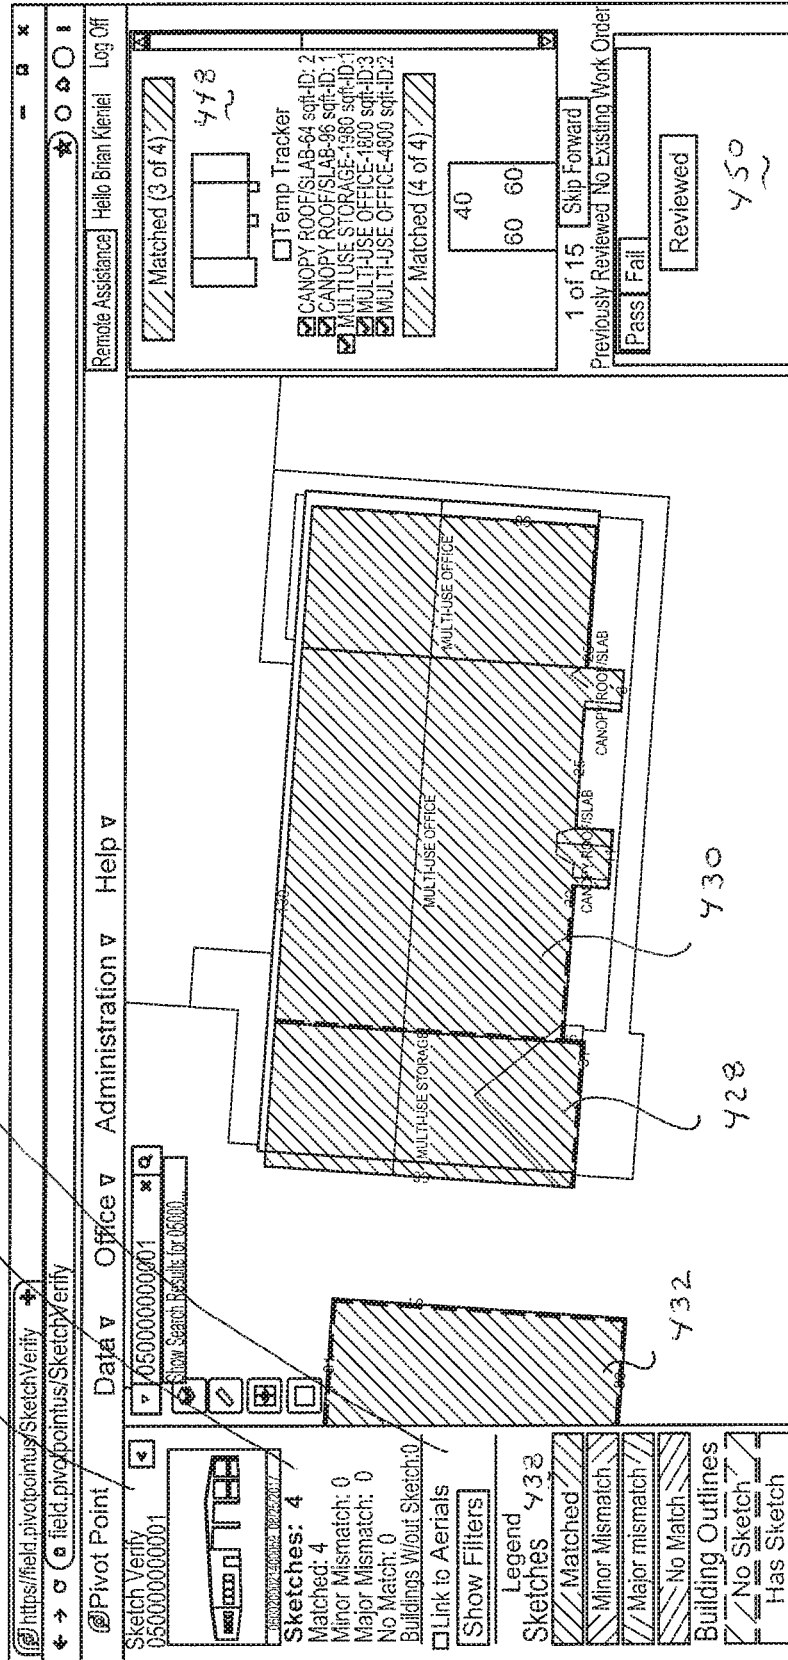 https/field.pivotpointus/SketchVerify
field.pivotpointus/SketchVerify
Pivot Point
Data Office Administration Help
Remote Assistance Hello Brian Kieniel Log Off
Sketch Verify
050000000001
Sketches: 4
Matched: 4
Minor Mismatch: 0
Major Mismatch: 0
No Match: 0
Buildings W/out Sketch:0
Link to Aerials
Show Filters
Legend
Sketches 438
Matched
Minor Mismatch
Major mismatch
No Match
Building Outlines
No Sketch
Has Sketch
050000000001
Show Search Results for 05000...
MULTI-USE STORAGE
MULTI-USE OFFICE
MULTI-USE OFFICE
CANOPY ROOF/SLAB
CANOPY ROOF/SLAB
130
25
432
428
430
Matched (3 of 4)
448
Temp Tracker
CANOPY ROOF/SLAB-64 sqft-ID: 2
CANOPY ROOF/SLAB-96 sqft-ID: 1
MULTI USE STORAGE-1980 sqft-ID:1
MULTI-USE OFFICE-1800 sqft-ID:3
MULTI-USE OFFICE-4800 sqft-ID:2
Matched (4 of 4)
40
60 60
1 of 15 Skip Forward
Previously Reviewed No Existing Work Order
Pass Fail
Reviewed
450